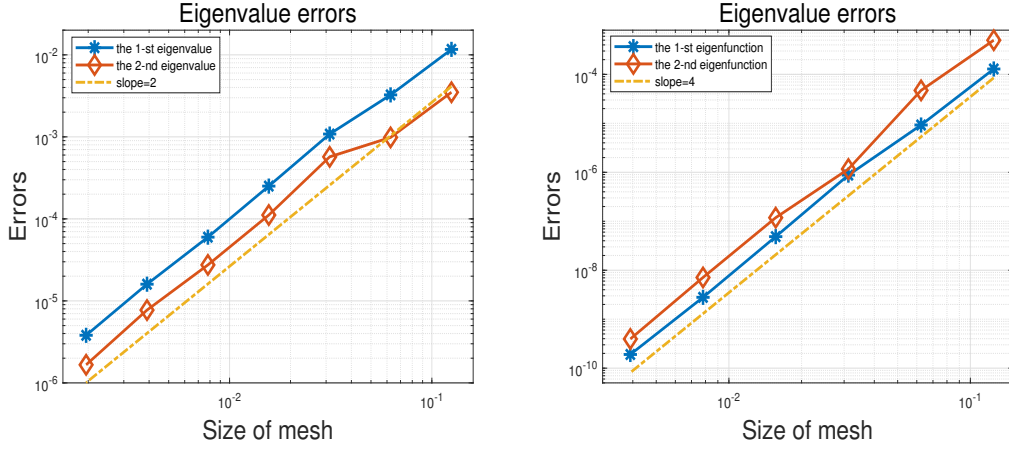 Eigenvalue errors
10^-2
10^-3
10^-4
10^-5
10^-6
Errors
the 1-st eigenvalue
the 2-nd eigenvalue
slope=2
10^-2
10^-1
Size of mesh
Eigenvalue errors
10^-4
10^-6
10^-8
10^-10
Errors
the 1-st eigenfunction
the 2-nd eigenfunction
slope=4
10^-2
10^-1
Size of mesh